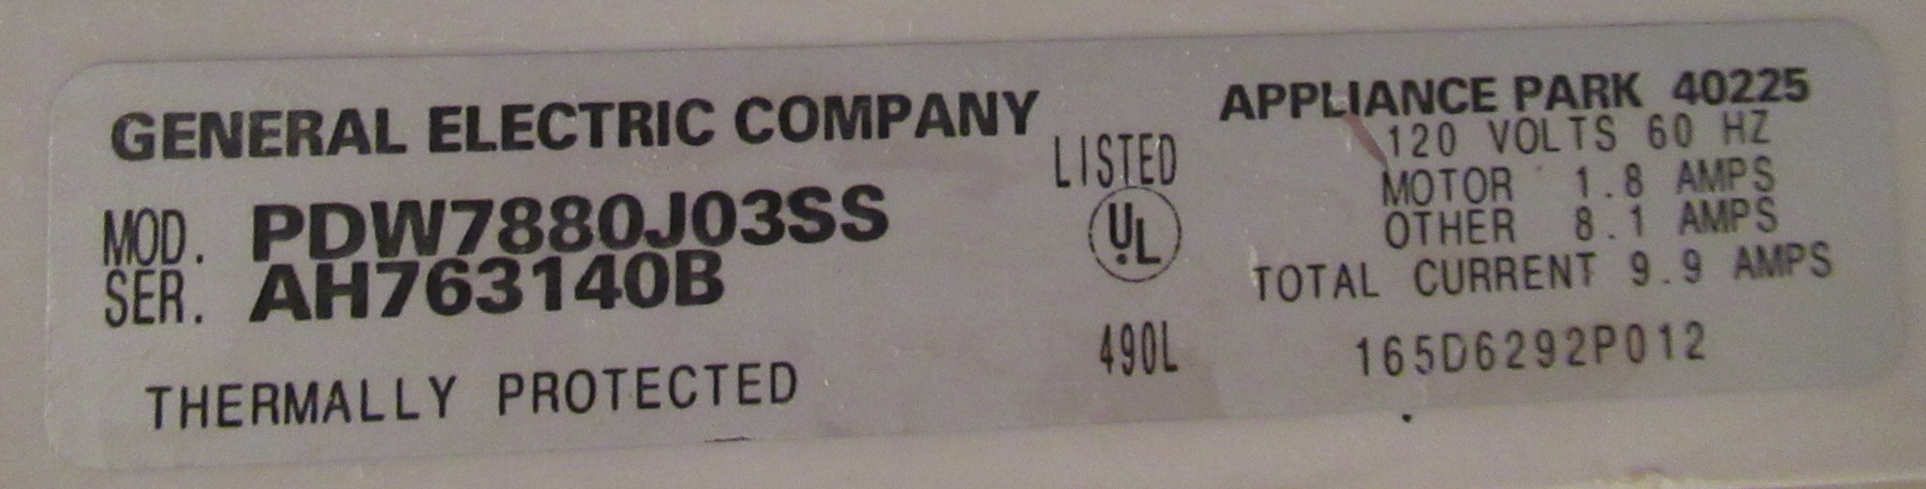 GENERAL ELECTRIC COMPANY
MOD. PDW7880J03SS
SER. AH763140B
THERMALLY PROTECTED
LISTED
UL
490L
APPLIANCE PARK 40225
120 VOLTS 60 HZ
MOTOR 1.8 AMPS
OTHER 8.1 AMPS
TOTAL CURRENT 9.9 AMPS
165D6292P012